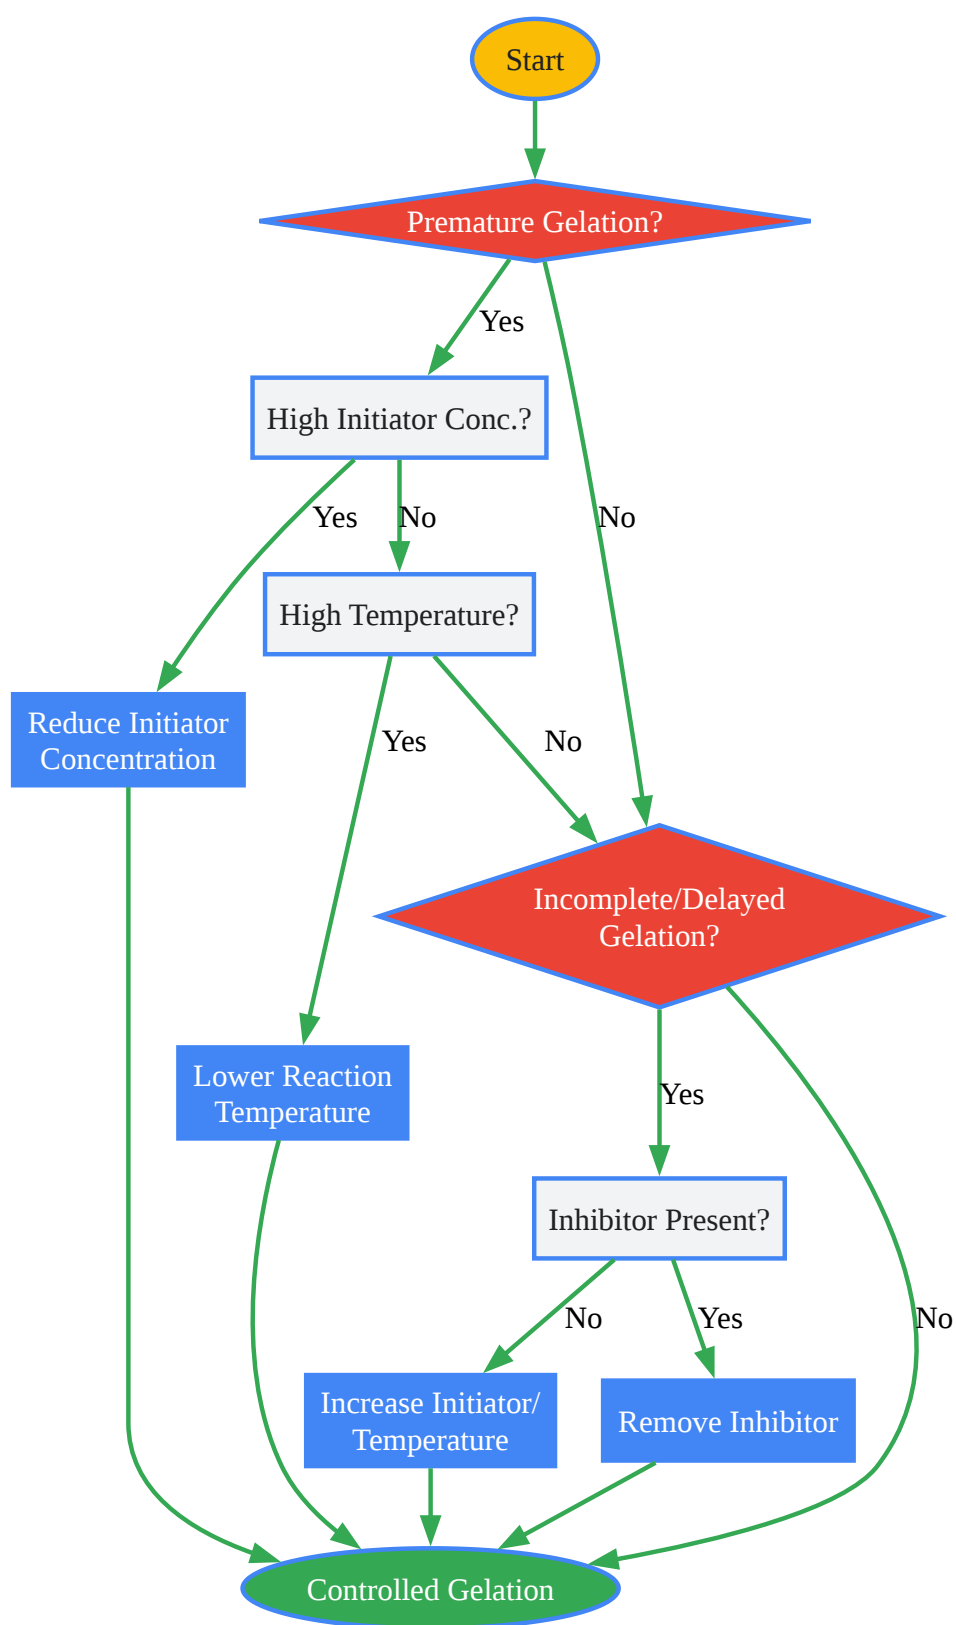 Start
Premature Gelation?
Yes
High Initiator Conc.?
Yes
No
No
High Temperature?
Reduce Initiator
Concentration
Yes
No
Incomplete/Delayed
Gelation?
Lower Reaction
Temperature
Yes
Inhibitor Present?
No
Yes
No
Increase Initiator/
Temperature
Remove Inhibitor
Controlled Gelation